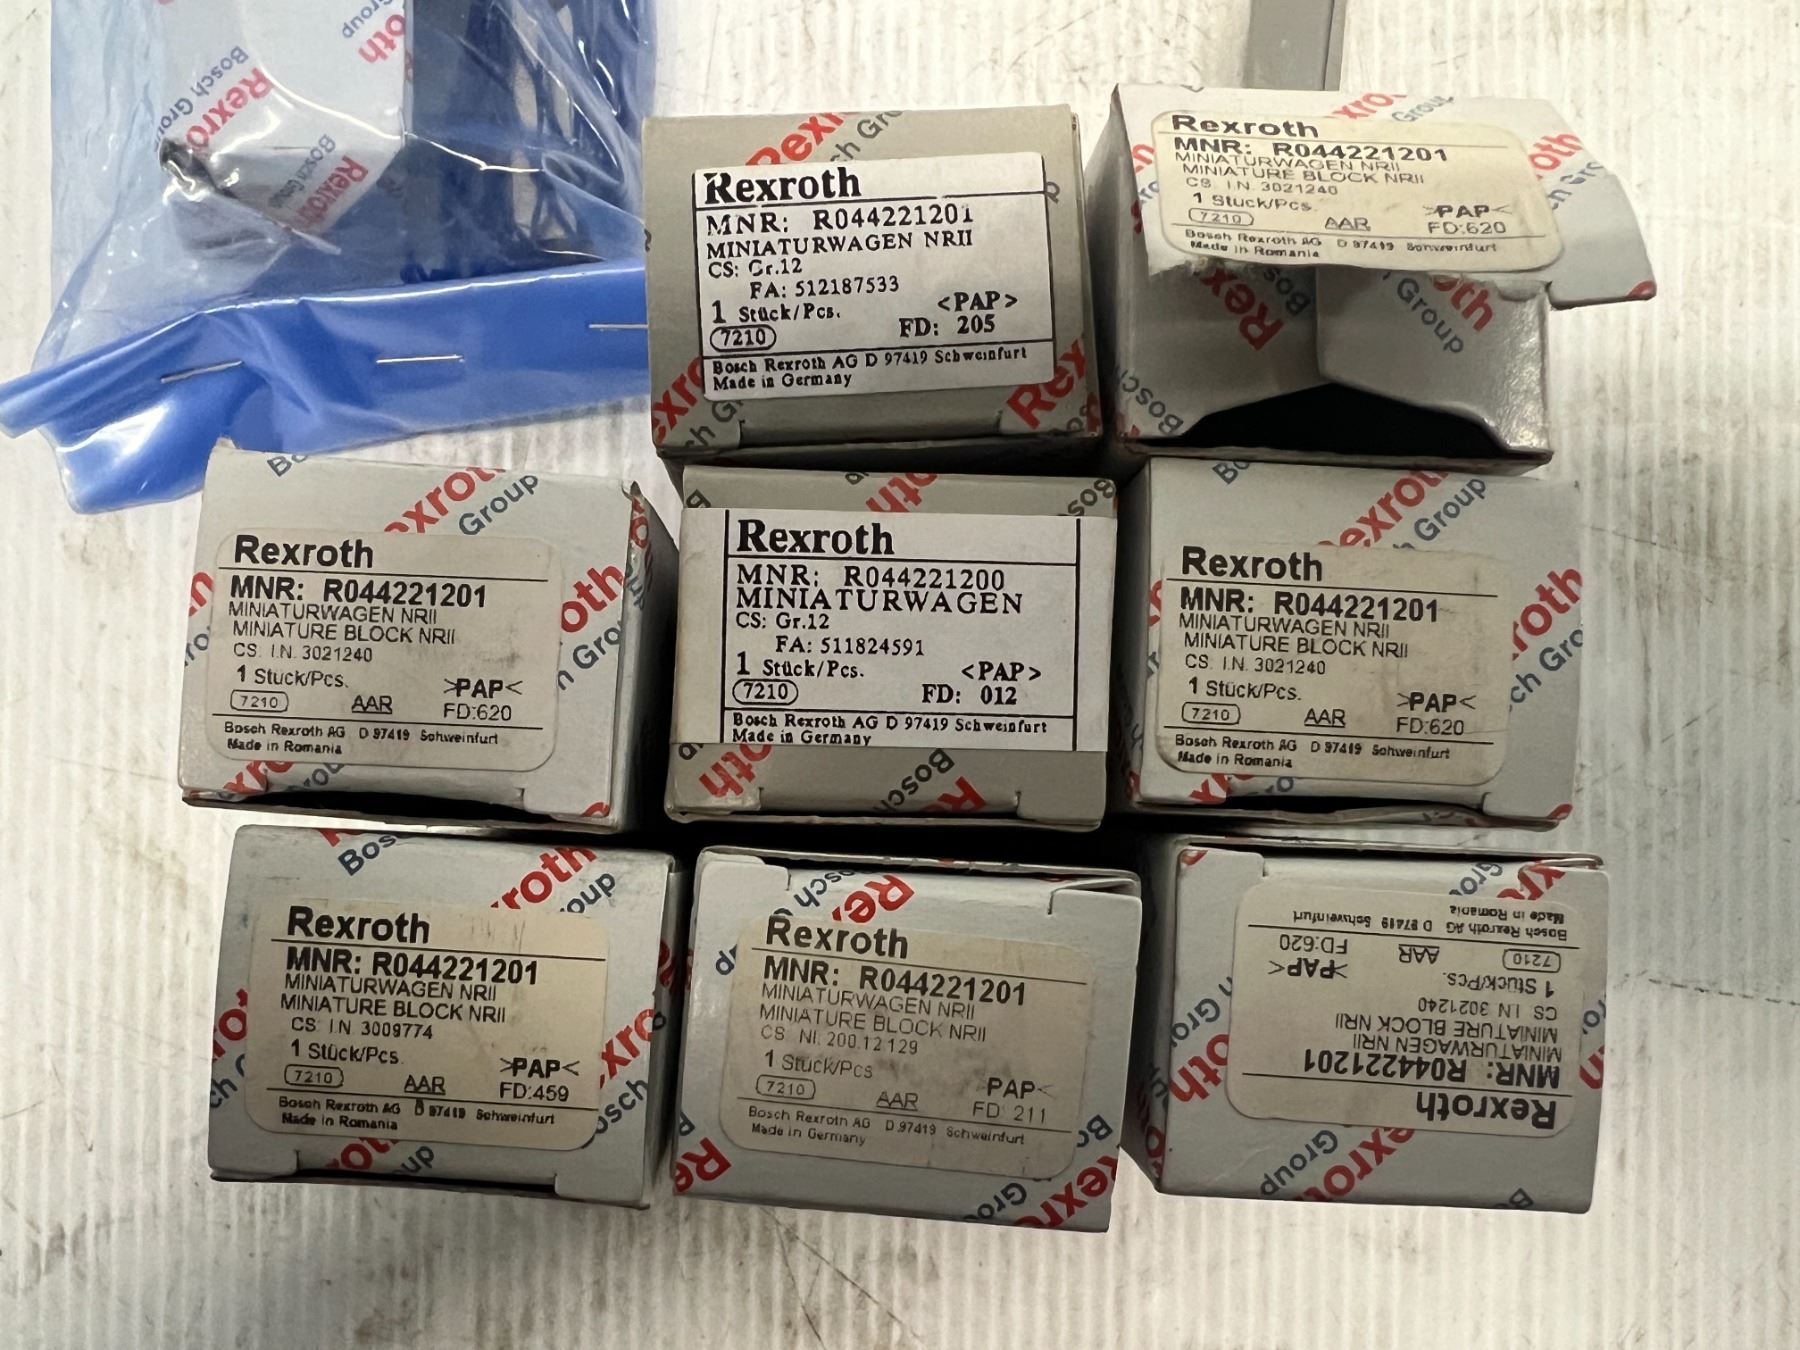 Rexroth
MNR: R044221201
MINIATURWAGEN NRII
CS: Gr.12
FA: 512187533
1 Stück/Pcs. <PAP>
7210 FD: 205
Bosch Rexroth AG D 97419 Schweinfurt
Made in Germany
Rexroth
MNR: R044221201
MINIATURWAGEN NRII
MINIATURE BLOCK NRII
CS: I.N. 3021240
1 Stück/Pcs. >PAP<
7210 AAR FD:620
Bosch Rexroth AG D 97419 Schweinfurt
Made in Romania
Rexroth
MNR: R044221201
MINIATURWAGEN NRII
MINIATURE BLOCK NRII
CS: I.N. 3021240
1 Stück/Pcs. >PAP<
7210 AAR FD:620
Bosch Rexroth AG D 97419 Schweinfurt
Made in Romania
Rexroth
MNR: R044221200
MINIATURWAGEN
CS: Gr.12
FA: 511824591
1 Stück/Pcs. <PAP>
7210 FD: 012
Bosch Rexroth AG D 97419 Schweinfurt
Made in Germany
Rexroth
MNR: R044221201
MINIATURWAGEN NRII
MINIATURE BLOCK NRII
CS: I.N. 3021240
1 Stück/Pcs. >PAP<
7210 AAR FD:620
Bosch Rexroth AG D 97419 Schweinfurt
Made in Romania
Rexroth
MNR: R044221201
MINIATURWAGEN NRII
MINIATURE BLOCK NRII
CS: I.N. 3009774
1 Stück/Pcs. >PAP<
7210 AAR FD:459
Bosch Rexroth AG D 97419 Schweinfurt
Made in Romania
Rexroth
MNR: R044221201
MINIATURWAGEN NRII
MINIATURE BLOCK NRII
CS: NI. 200.12.129
1 Stück/Pcs >PAP<
7210 AAR FD:211
Bosch Rexroth AG D.97419 Schweinfurt
Made in Germany
Rexroth
MNR: R044221201
MINIATURWAGEN NRII
MINIATURE BLOCK NRII
CS: I.N. 3021240
1 Stück/Pcs. >PAP<
7210 AAR FD:620
Bosch Rexroth AG D 97419 Schweinfurt
Made in Romania